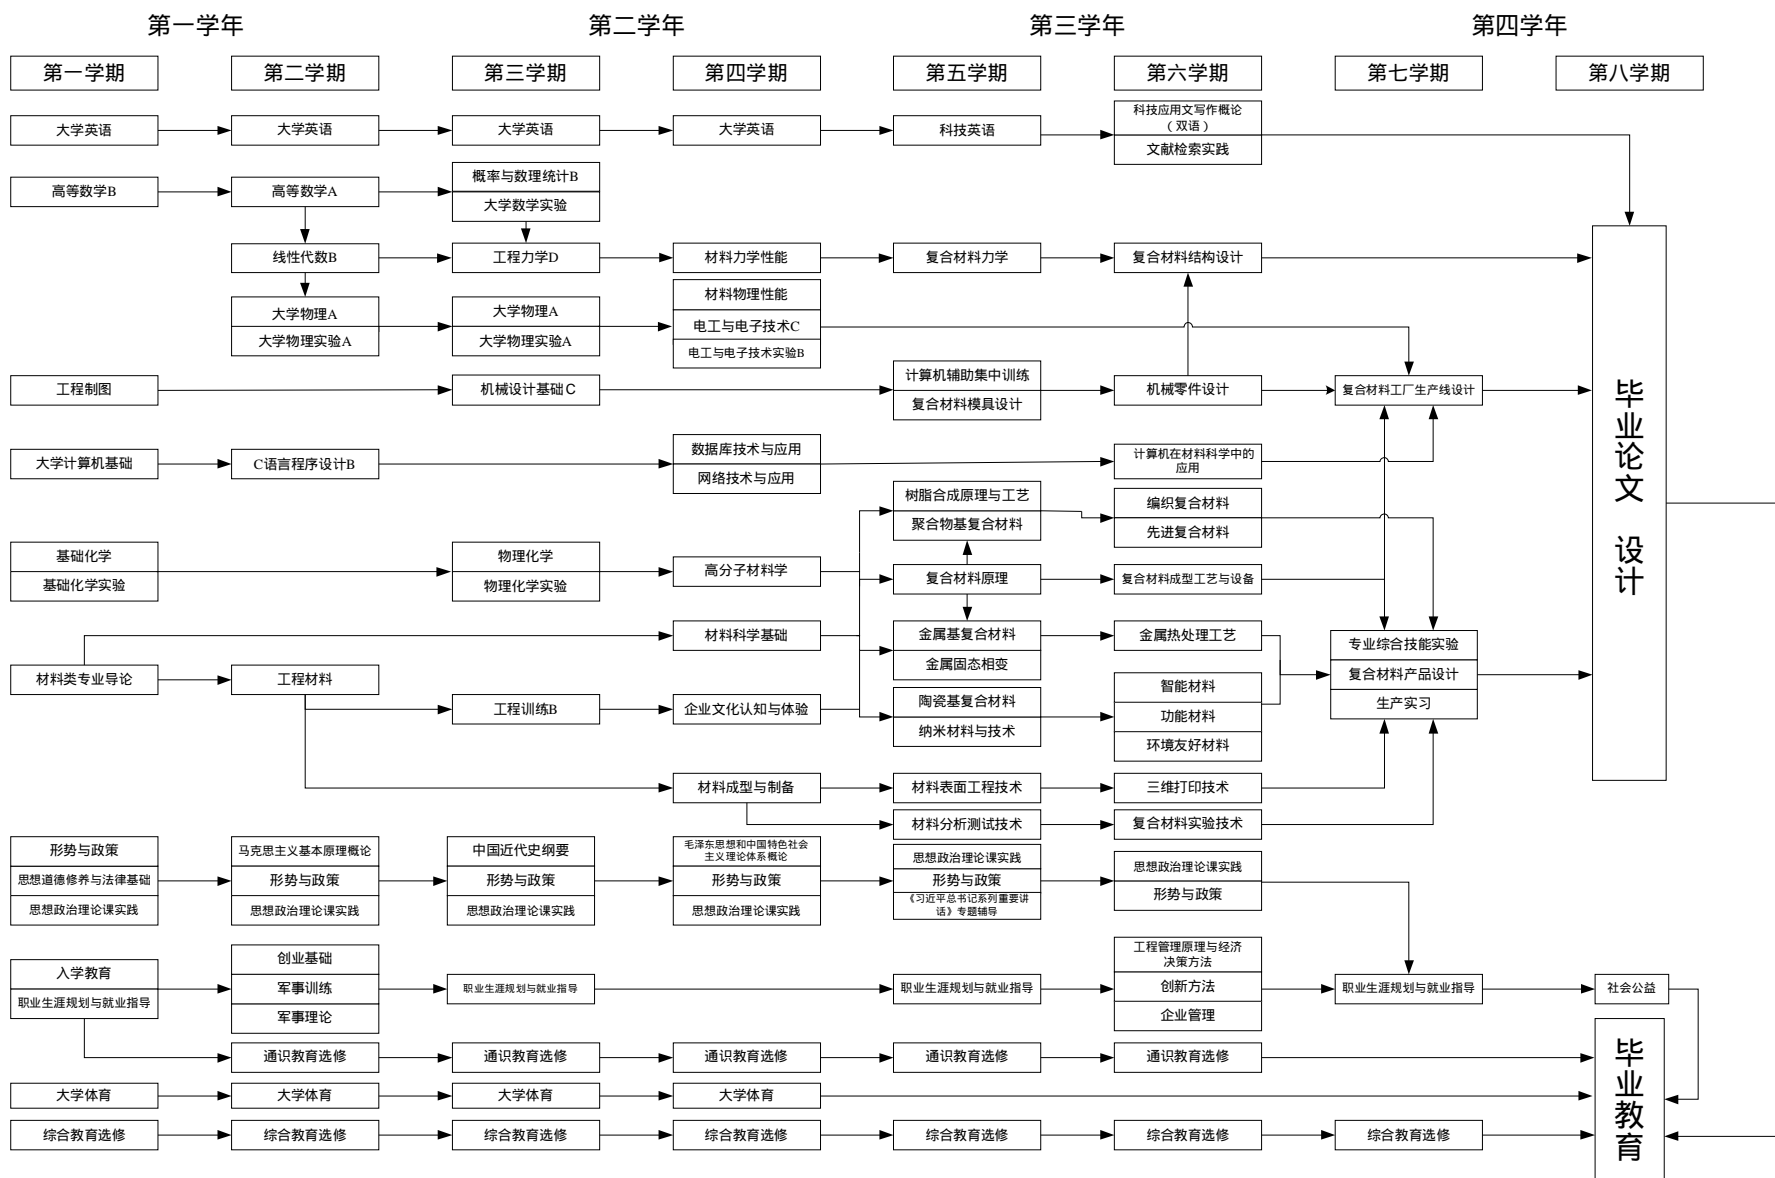 第一学年
第二学年
第三学年
第四学年
第一学期
第二学期
第三学期
第四学期
第五学期
第六学期
第七学期
第八学期
大学英语
大学英语
大学英语
大学英语
科技英语
科技应用文写作概论
（双语）
文献检索实践
高等数学B
高等数学A
概率与数理统计B
大学数学实验
线性代数B
工程力学D
材料力学性能
复合材料力学
复合材料结构设计
大学物理A
大学物理实验A
大学物理A
大学物理实验A
材料物理性能
电工与电子技术C
电工与电子技术实验B
工程制图
机械设计基础C
计算机辅助集中训练
复合材料模具设计
机械零件设计
复合材料工厂生产线设计
大学计算机基础
C语言程序设计B
数据库技术与应用
网络技术与应用
计算机在材料科学中的
应用
树脂合成原理与工艺
聚合物基复合材料
编织复合材料
先进复合材料
基础化学
基础化学实验
物理化学
物理化学实验
高分子材料学
复合材料原理
复合材料成型工艺与设备
材料科学基础
金属基复合材料
金属固态相变
金属热处理工艺
专业综合技能实验
复合材料产品设计
生产实习
材料类专业导论
工程材料
工程训练B
企业文化认知与体验
陶瓷基复合材料
纳米材料与技术
智能材料
功能材料
环境友好材料
材料成型与制备
材料表面工程技术
三维打印技术
材料分析测试技术
复合材料实验技术
毕业论文 设计
形势与政策
思想道德修养与法律基础
思想政治理论课实践
马克思主义基本原理概论
形势与政策
思想政治理论课实践
中国近代史纲要
形势与政策
思想政治理论课实践
毛泽东思想和中国特色社会
主义理论体系概论
形势与政策
思想政治理论课实践
思想政治理论课实践
形势与政策
《习近平总书记系列重要讲
话》专题辅导
思想政治理论课实践
形势与政策
入学教育
职业生涯规划与就业指导
创业基础
军事训练
军事理论
职业生涯规划与就业指导
职业生涯规划与就业指导
工程管理原理与经济
决策方法
创新方法
企业管理
职业生涯规划与就业指导
社会公益
通识教育选修
通识教育选修
通识教育选修
通识教育选修
通识教育选修
大学体育
大学体育
大学体育
大学体育
综合教育选修
综合教育选修
综合教育选修
综合教育选修
综合教育选修
综合教育选修
综合教育选修
毕业教育